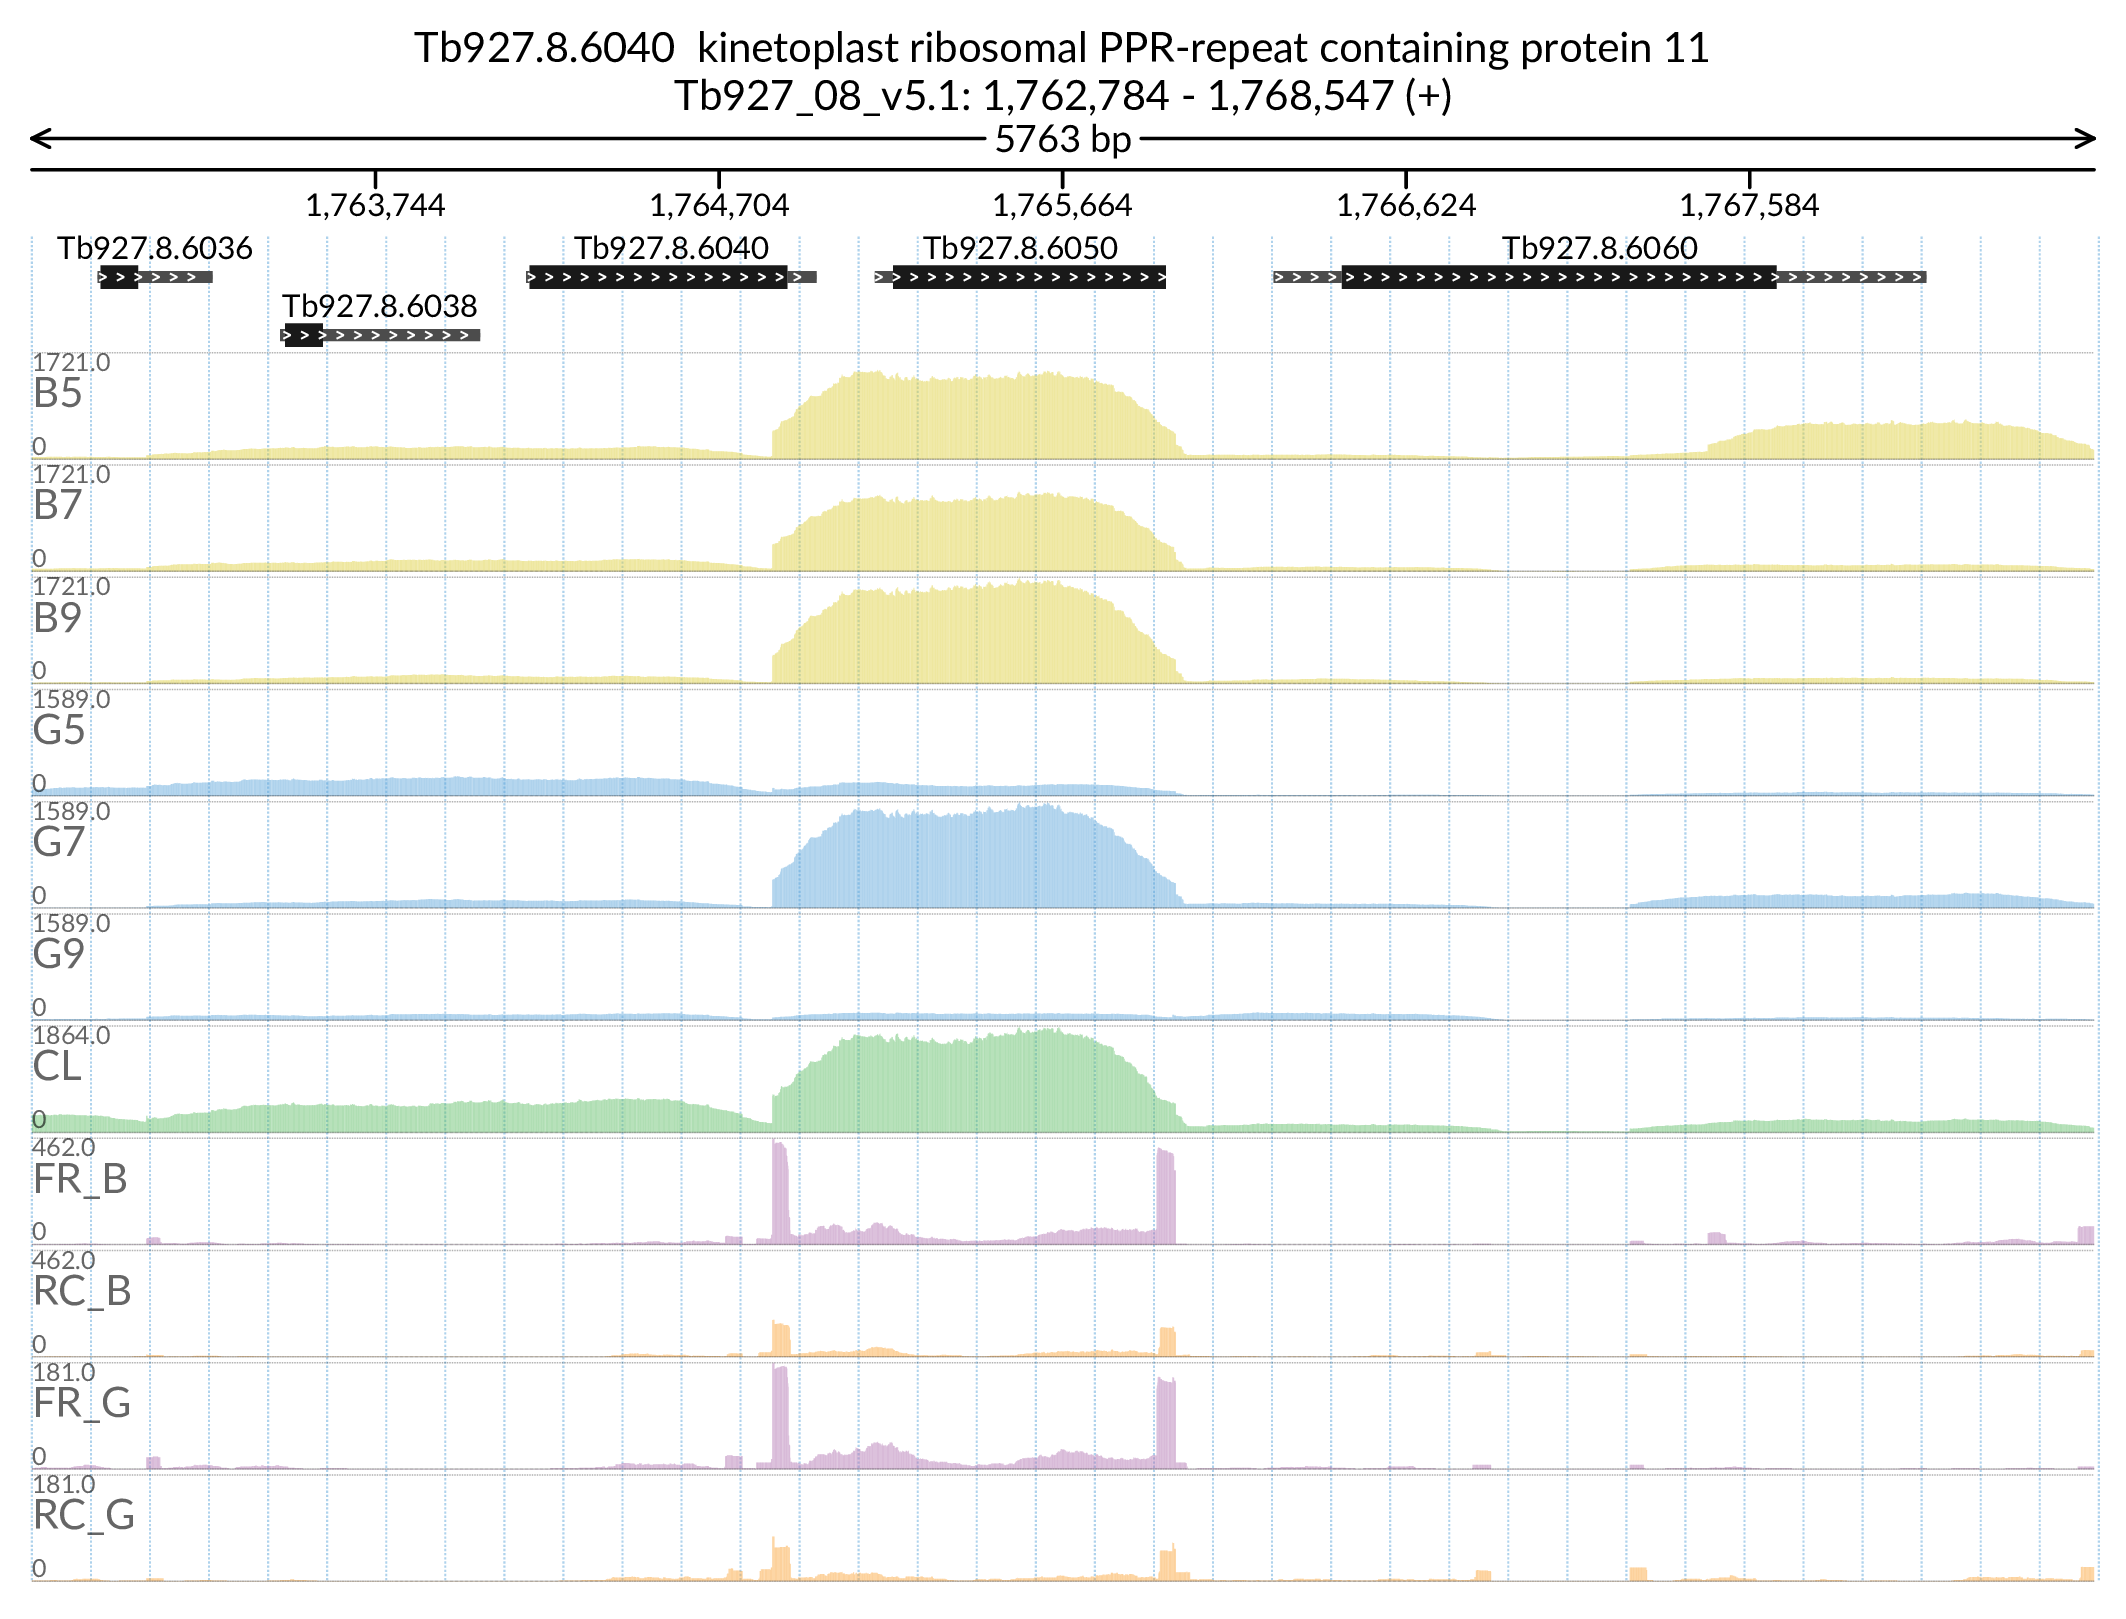 Tb927.8.6040  kinetoplast ribosomal PPR-repeat containing protein 11
Tb927_08_v5.1: 1,762,784 - 1,768,547 (+)
5763 bp
1,763,744 1,764,704 1,765,664 1,766,624 1,767,584
Tb927.8.6036 Tb927.8.6040 Tb927.8.6050 Tb927.8.6060
Tb927.8.6038
1721.0
B5
0
1721.0
B7
0
1721.0
B9
0
1589.0
G5
0
1589.0
G7
0
1589.0
G9
0
1864.0
CL
0
462.0
FR_B
0
462.0
RC_B
0
181.0
FR_G
0
181.0
RC_G
0